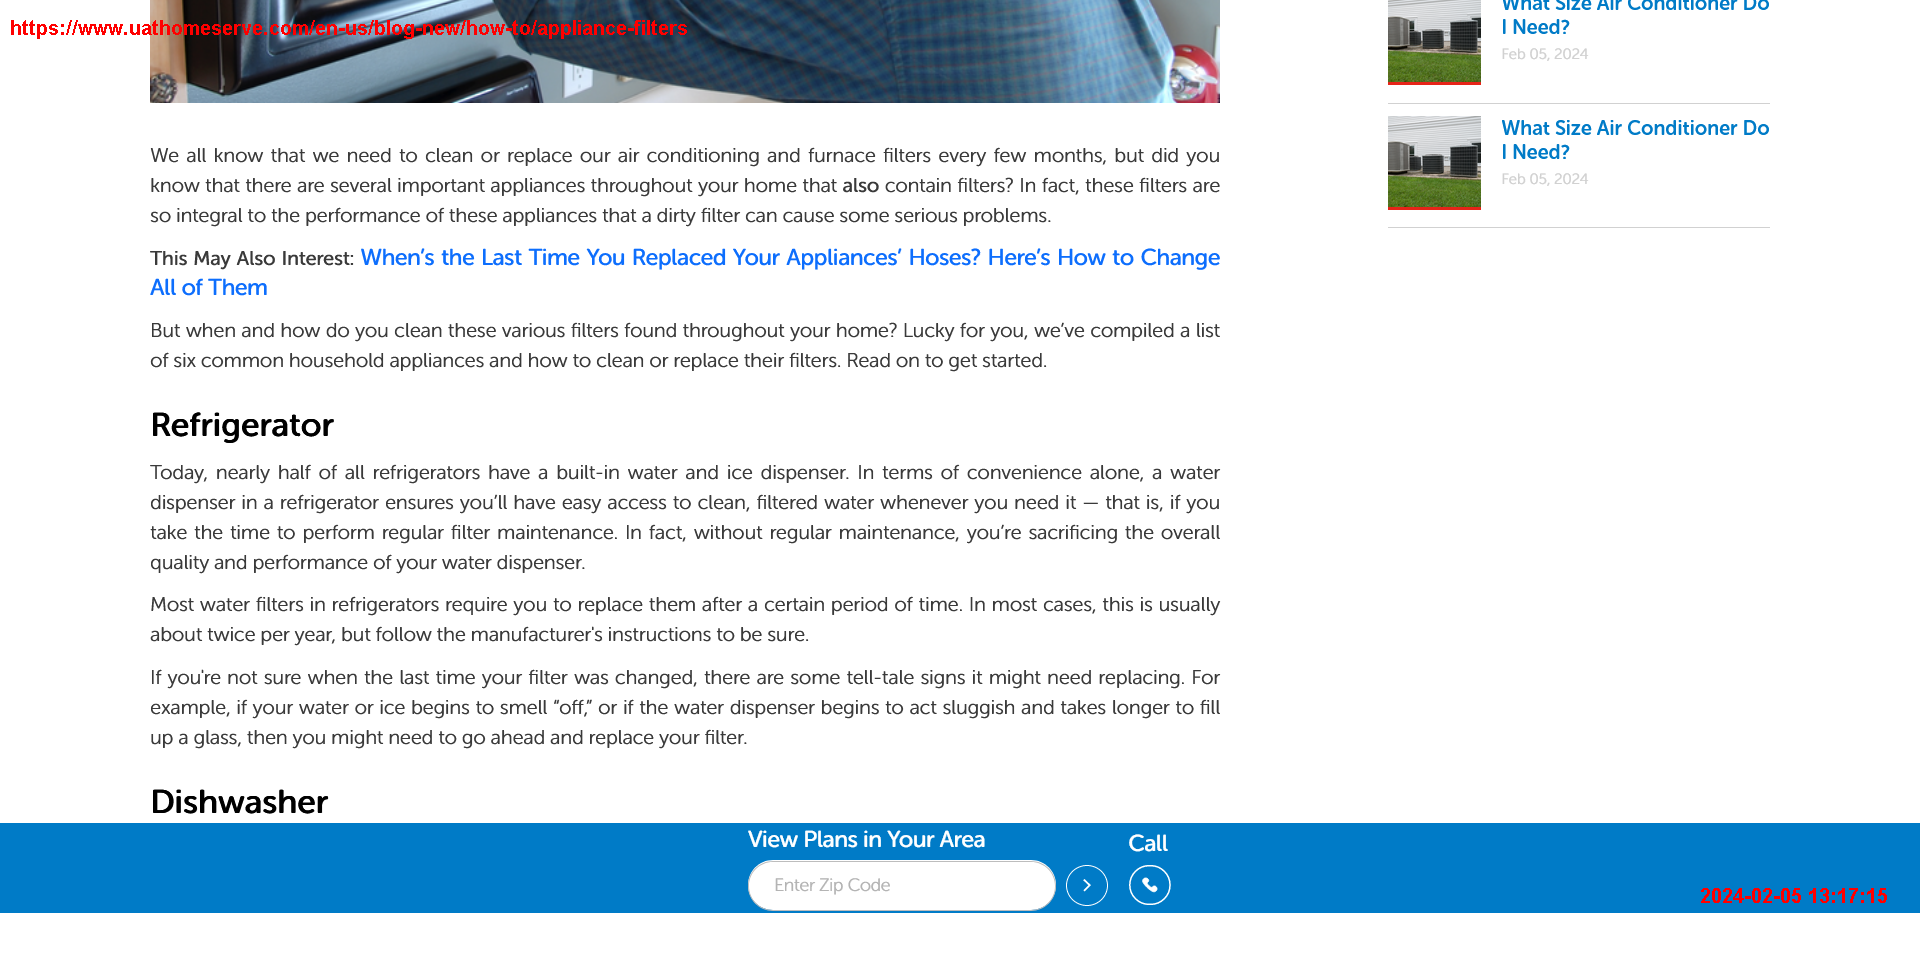 https://www.uathomeserve.com/en-us/blog-new/how-to/appliance-filters
What Size Air Conditioner Do
I Need?
Feb 05, 2024
What Size Air Conditioner Do
I Need?
Feb 05, 2024
We all know that we need to clean or replace our air conditioning and furnace filters every few months, but did you
know that there are several important appliances throughout your home that also contain filters? In fact, these filters are
so integral to the performance of these appliances that a dirty filter can cause some serious problems.
This May Also Interest: When’s the Last Time You Replaced Your Appliances’ Hoses? Here’s How to Change
All of Them
But when and how do you clean these various filters found throughout your home? Lucky for you, we’ve compiled a list
of six common household appliances and how to clean or replace their filters. Read on to get started.
Refrigerator
Today, nearly half of all refrigerators have a built-in water and ice dispenser. In terms of convenience alone, a water
dispenser in a refrigerator ensures you’ll have easy access to clean, filtered water whenever you need it — that is, if you
take the time to perform regular filter maintenance. In fact, without regular maintenance, you’re sacrificing the overall
quality and performance of your water dispenser.
Most water filters in refrigerators require you to replace them after a certain period of time. In most cases, this is usually
about twice per year, but follow the manufacturer's instructions to be sure.
If you're not sure when the last time your filter was changed, there are some tell-tale signs it might need replacing. For
example, if your water or ice begins to smell “off,” or if the water dispenser begins to act sluggish and takes longer to fill
up a glass, then you might need to go ahead and replace your filter.
Dishwasher
View Plans in Your Area
Call
Enter Zip Code
2024-02-05 13:17:15